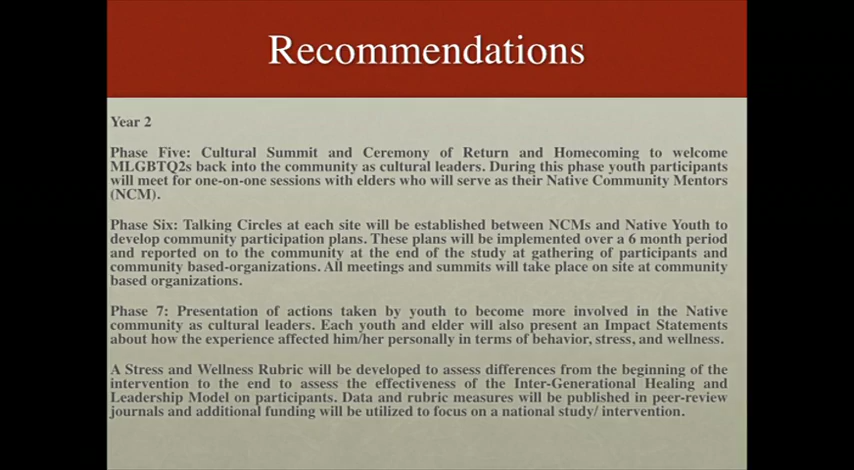 Recommendations
Year 2
Phase Five: Cultural Summit and Ceremony of Return and Homecoming to welcome
MLGBTQ2s back into the community as cultural leaders. During this phase youth participants
will meet for one-on-one sessions with elders who will serve as their Native Community Mentors
(NCM).
Phase Six: Talking Circles at each site will be established between NCMs and Native Youth to
develop community participation plans. These plans will be implemented over a 6 month period
and reported on to the community at the end of the study at gathering of participants and
community based-organizations. All meetings and summits will take place on site at community
based organizations.
Phase 7: Presentation of actions taken by youth to become more involved in the Native
community as cultural leaders. Each youth and elder will also present an Impact Statements
about how the experience affected him/her personally in terms of behavior, stress, and wellness.
A Stress and Wellness Rubric will be developed to assess differences from the beginning of the
intervention to the end to assess the effectiveness of the Inter-Generational Healing and
Leadership Model on participants. Data and rubric measures will be published in peer-review
journals and additional funding will be utilized to focus on a national study/ intervention.